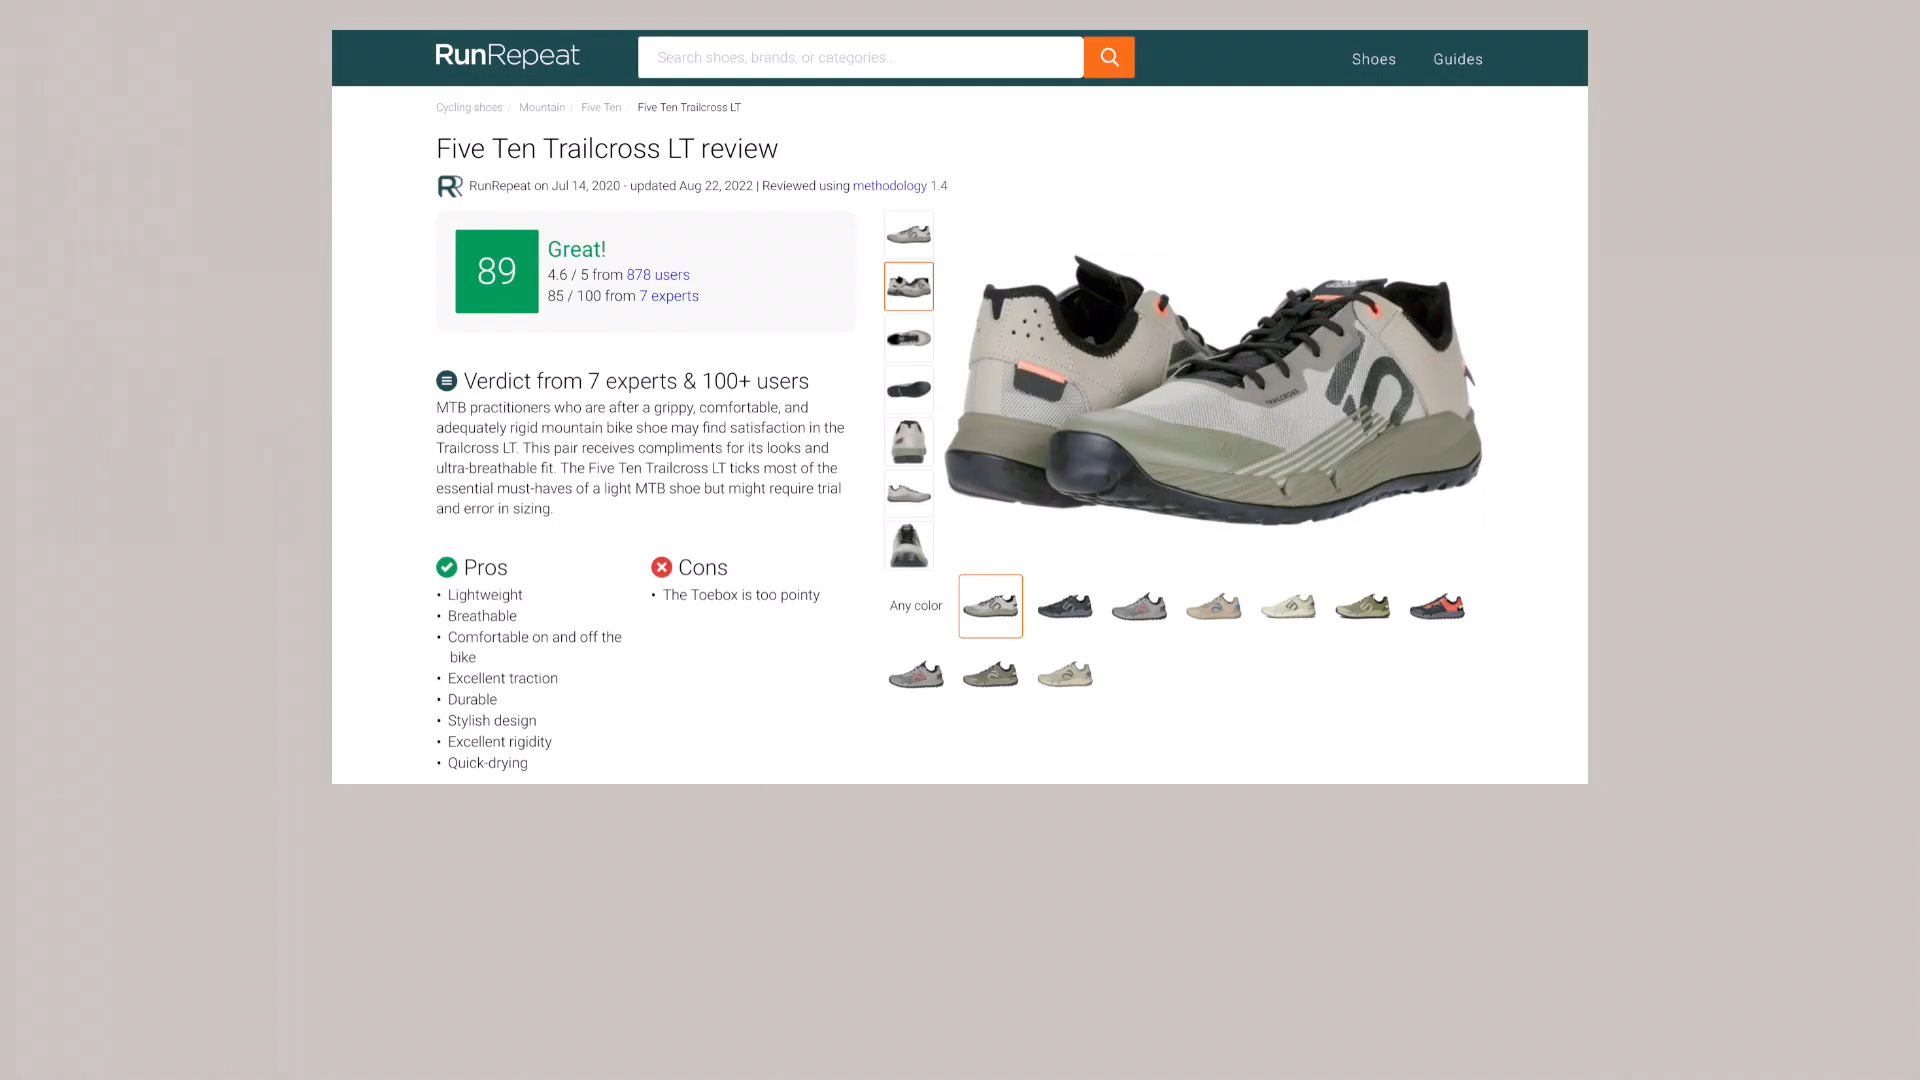 RunRepeat
Search shoes, brands, or categories...
Shoes
Guides
Cycling shoes / Mountain / Five Ten / Five Ten Trailcross LT
Five Ten Trailcross LT review
RunRepeat on Jul 14, 2020 - updated Aug 22, 2022 | Reviewed using methodology 1.4
89
Great!
4.6 / 5 from 878 users
85 / 100 from 7 experts
Verdict from 7 experts & 100+ users
MTB practitioners who are after a grippy, comfortable, and
adequately rigid mountain bike shoe may find satisfaction in the
Trailcross LT. This pair receives compliments for its looks and
ultra-breathable fit. The Five Ten Trailcross LT ticks most of the
essential must-haves of a light MTB shoe but might require trial
and error in sizing.
Pros
• Lightweight
• Breathable
• Comfortable on and off the
bike
• Excellent traction
• Durable
• Stylish design
• Excellent rigidity
• Quick-drying
Cons
• The Toebox is too pointy
TRAILCROSS
Any color